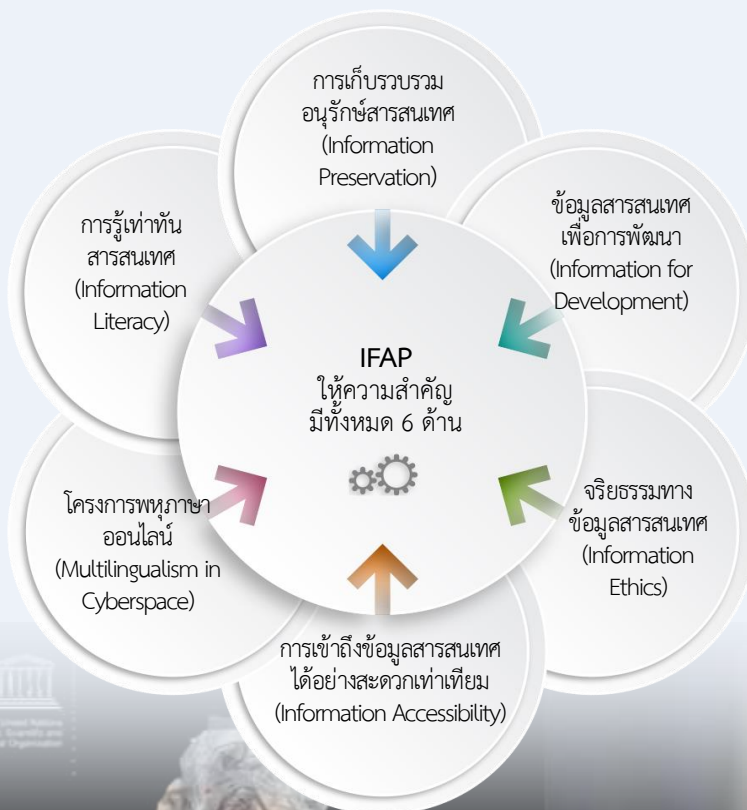 การเก็บรวบรวม
อนุรักษ์สารสนเทศ
(Information
Preservation)
ข้อมูลสารสนเทศ
เพื่อการพัฒนา
(Information for
Development)
จริยธรรมทาง
ข้อมูลสารสนเทศ
(Information
Ethics)
การเข้าถึงข้อมูลสารสนเทศ
ได้อย่างสะดวกเท่าเทียม
(Information Accessibility)
โครงการพหุภาษา
ออนไลน์
(Multilingualism in
Cyberspace)
การรู้เท่าทัน
สารสนเทศ
(Information
Literacy)
IFAP
ให้ความสำคัญ
มีทั้งหมด 6 ด้าน
United Nations
Scientific and
Organization